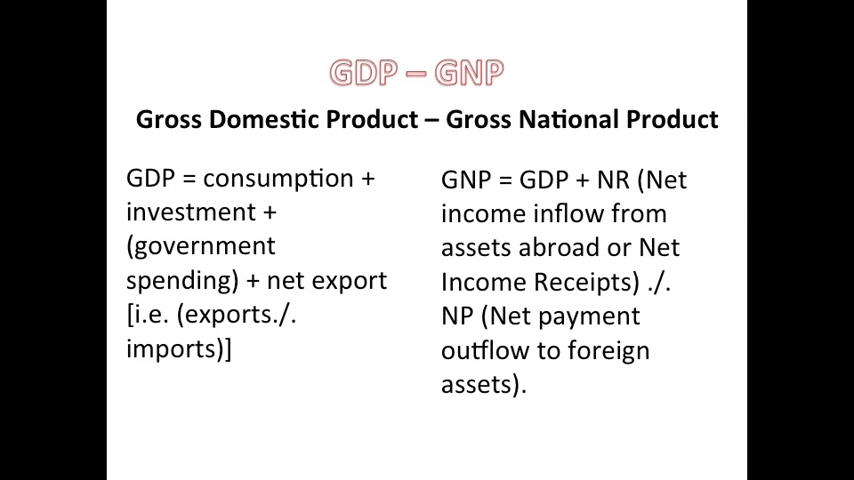 GDP – GNP
Gross Domestic Product – Gross National Product
GDP = consumption +
investment +
(government
spending) + net export
[i.e. (exports./.
imports)]
GNP = GDP + NR (Net
income inflow from
assets abroad or Net
Income Receipts) ./.
NP (Net payment
outflow to foreign
assets).